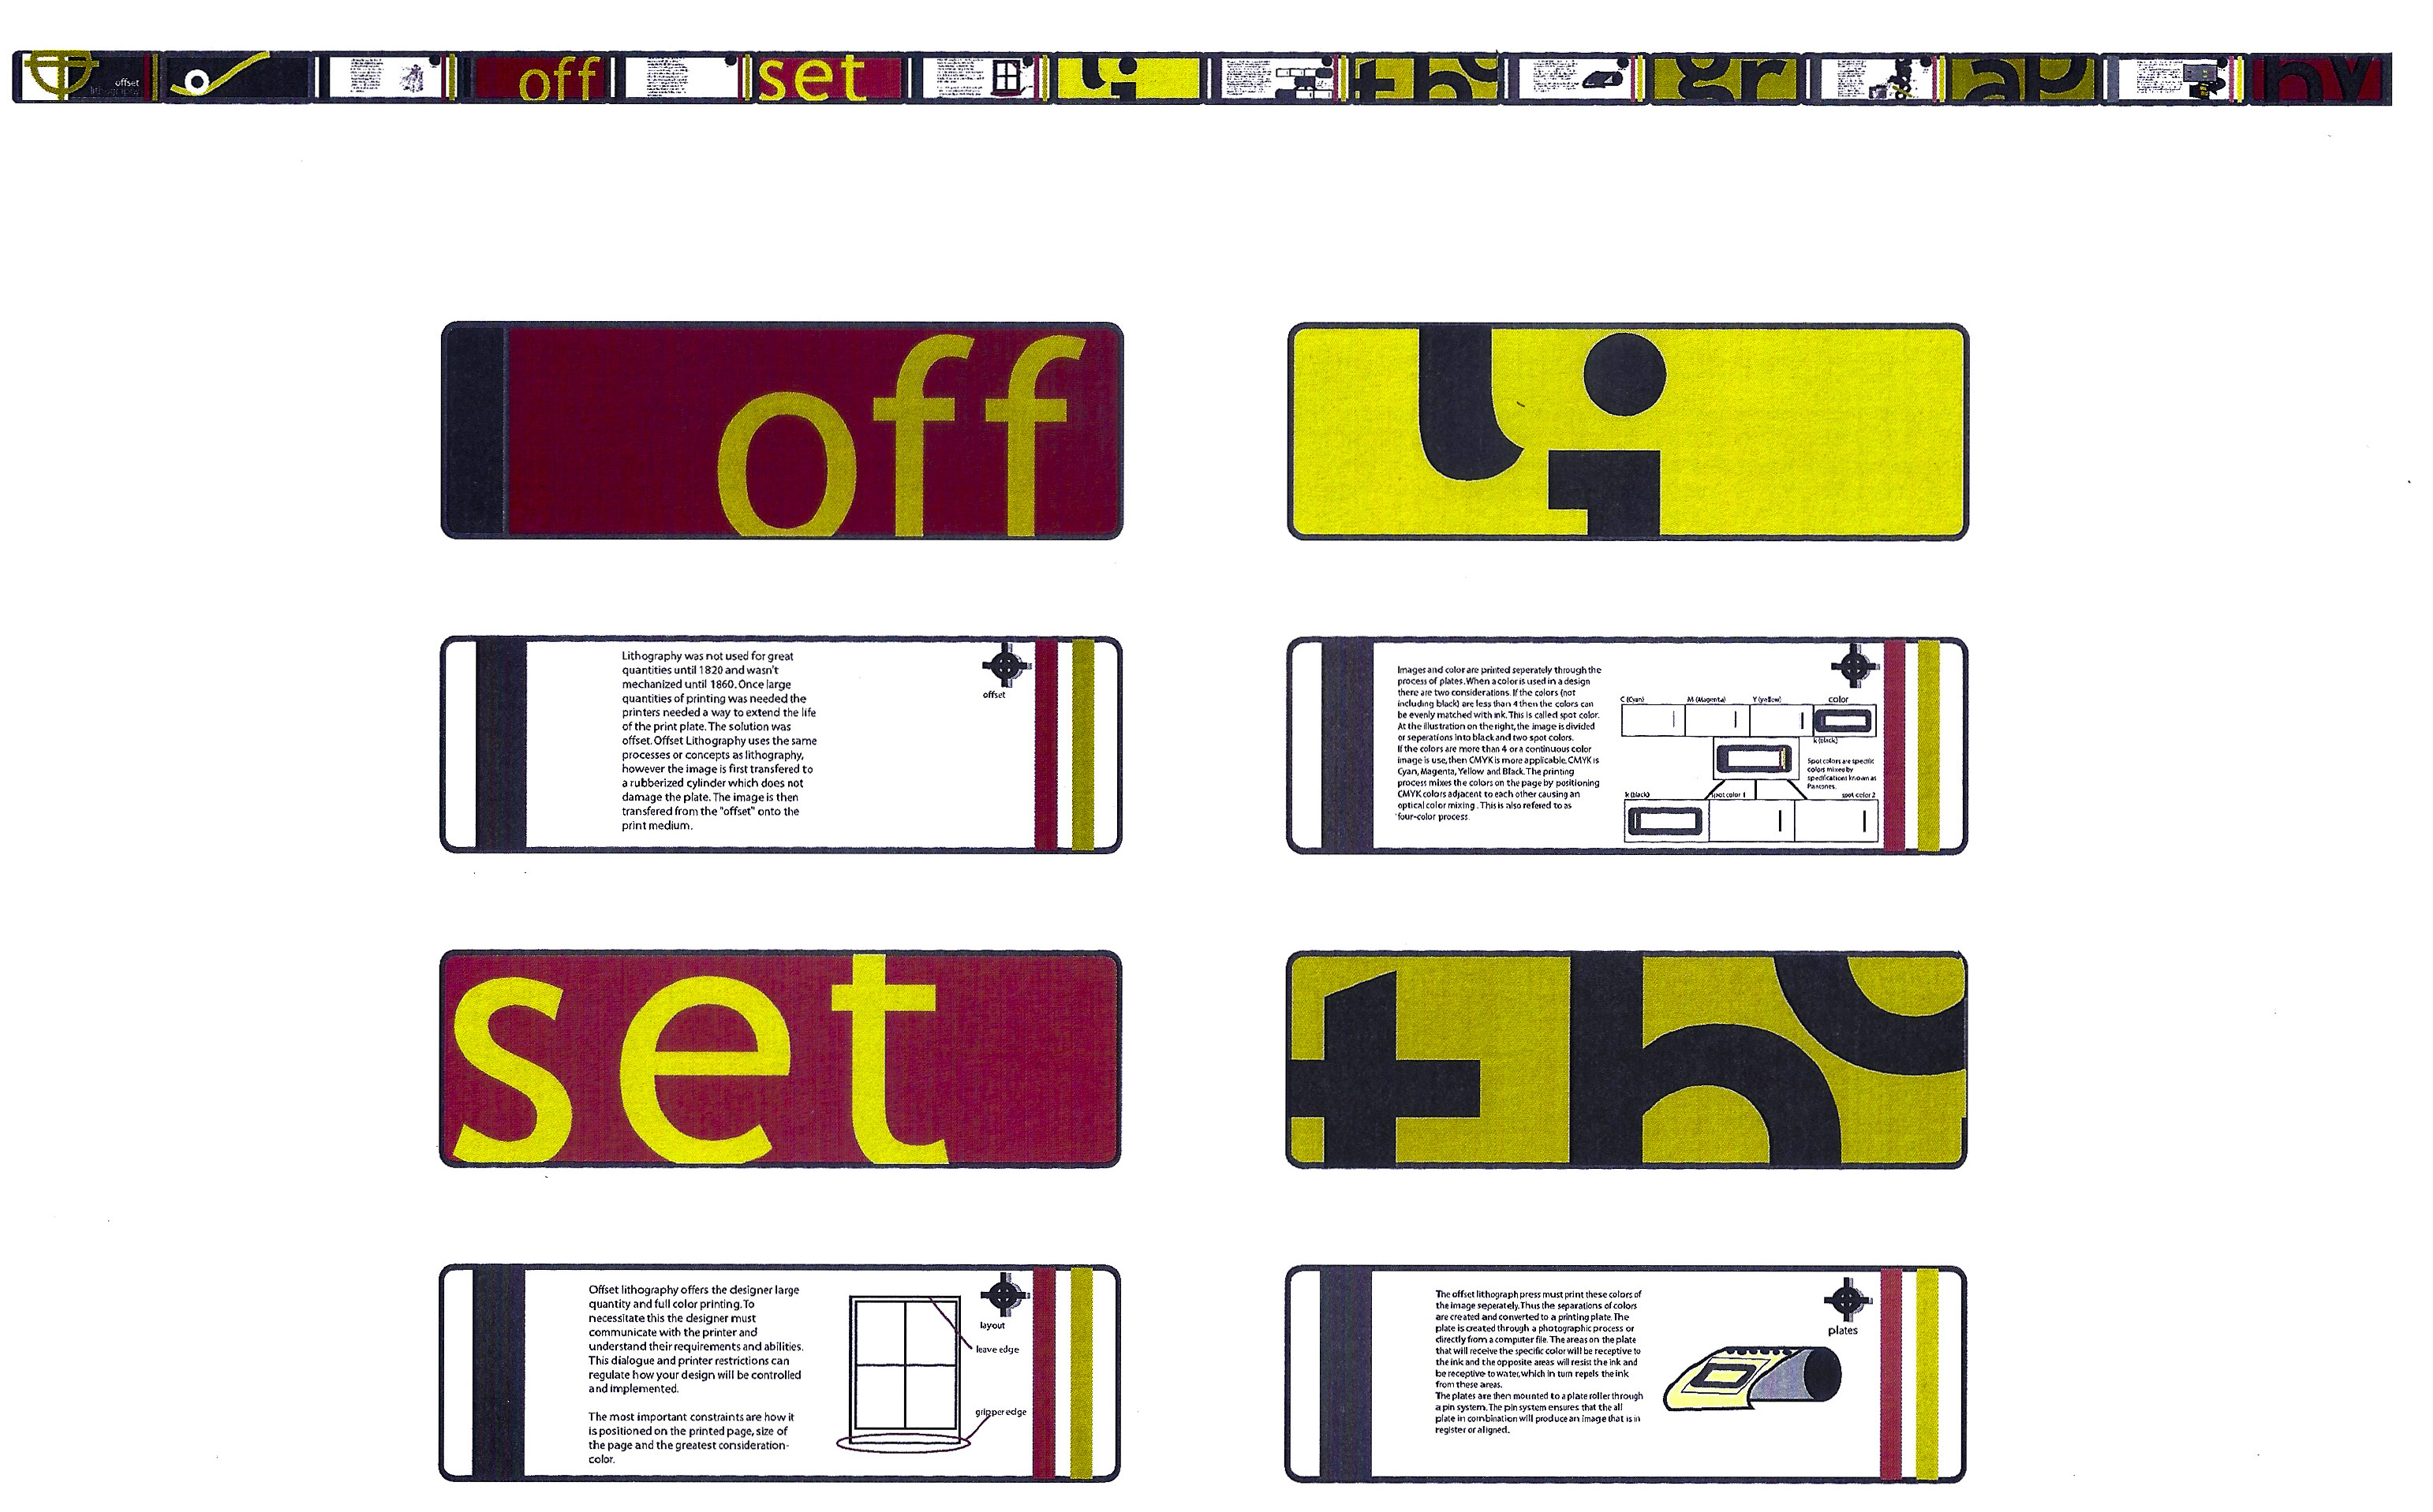 offset
lithography
off
set
li
tho
gr
ap
hy
off
li
Lithography was not used for great
quantities until 1820 and wasn't
mechanized until 1860. Once large
quantities of printing was needed the
printers needed a way to extend the life
of the print plate. The solution was
offset. Offset Lithography uses the same
processes or concepts as lithography,
however the image is first transfered to
a rubberized cylinder which does not
damage the plate. The image is then
transfered from the "offset" onto the
print medium.
offset
Images and color are printed seperately through the
process of plates. When a color is used in a design
there are two considerations. If the colors (not
including black) are less than 4 then the colors can
be evenly matched with ink. This is called spot color.
At the illustration on the right, the image is divided
or seperations into black and two spot colors.
If the colors are more than 4 or a continuous color
image is use, then CMYK is more applicable. CMYK is
Cyan, Magenta, Yellow and Black. The printing
process mixes the colors on the page by positioning
CMYK colors adjacent to each other causing an
optical color mixing . This is also refered to as
'four-color process
C (Cyan)
M (Magenta)
Y (yellow)
color
k (black)
Spot colors are specific
colors mixes by
specifications known as
Pantones.
k (black)
spot color 1
spot color 2
set
tho
Offset lithography offers the designer large
quantity and full color printing. To
necessitate this the designer must
communicate with the printer and
understand their requirements and abilities.
This dialogue and printer restrictions can
regulate how your design will be controlled
and implemented.
The most important constraints are how it
is positioned on the printed page, size of
the page and the greatest consideration-
color.
layout
leave edge
gripper edge
The offset lithograph press must print these colors of
the image seperately. Thus the separations of colors
are created and converted to a printing plate. The
plate is created through a photographic process or
directly from a computer file. The areas on the plate
that will receive the specific color will be receptive to
the ink and the opposite areas will resist the ink and
be receptive to water, which in turn repels the ink
from these areas.
The plates are then mounted to a plate roller through
a pin system. The pin system ensures that the all
plate in combination will produce an image that is in
register or aligned.
plates